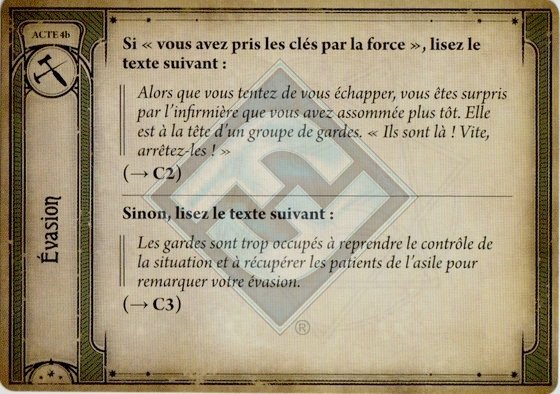 ACTE 4b
Évasion
Si « vous avez pris les clés par la force », lisez le
texte suivant :
Alors que vous tentez de vous échapper, vous êtes surpris
par l'infirmière que vous avez assommée plus tôt. Elle
est à la tête d'un groupe de gardes. « Ils sont là ! Vite,
arrêtez-les ! »
(→ C2)
Sinon, lisez le texte suivant :
Les gardes sont trop occupés à reprendre le contrôle de
la situation et à récupérer les patients de l'asile pour
remarquer votre évasion.
(→ C3)
®